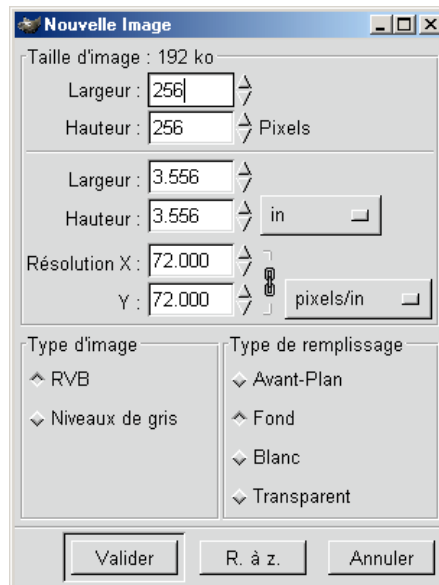 Nouvelle Image
Taille d'image : 192 ko
Largeur : 256
Hauteur : 256 Pixels
Largeur : 3.556
Hauteur : 3.556 in
Résolution X : 72.000
Y : 72.000 pixels/in
Type d'image
RVB
Niveaux de gris
Type de remplissage
Avant-Plan
Fond
Blanc
Transparent
Valider R. à z. Annuler